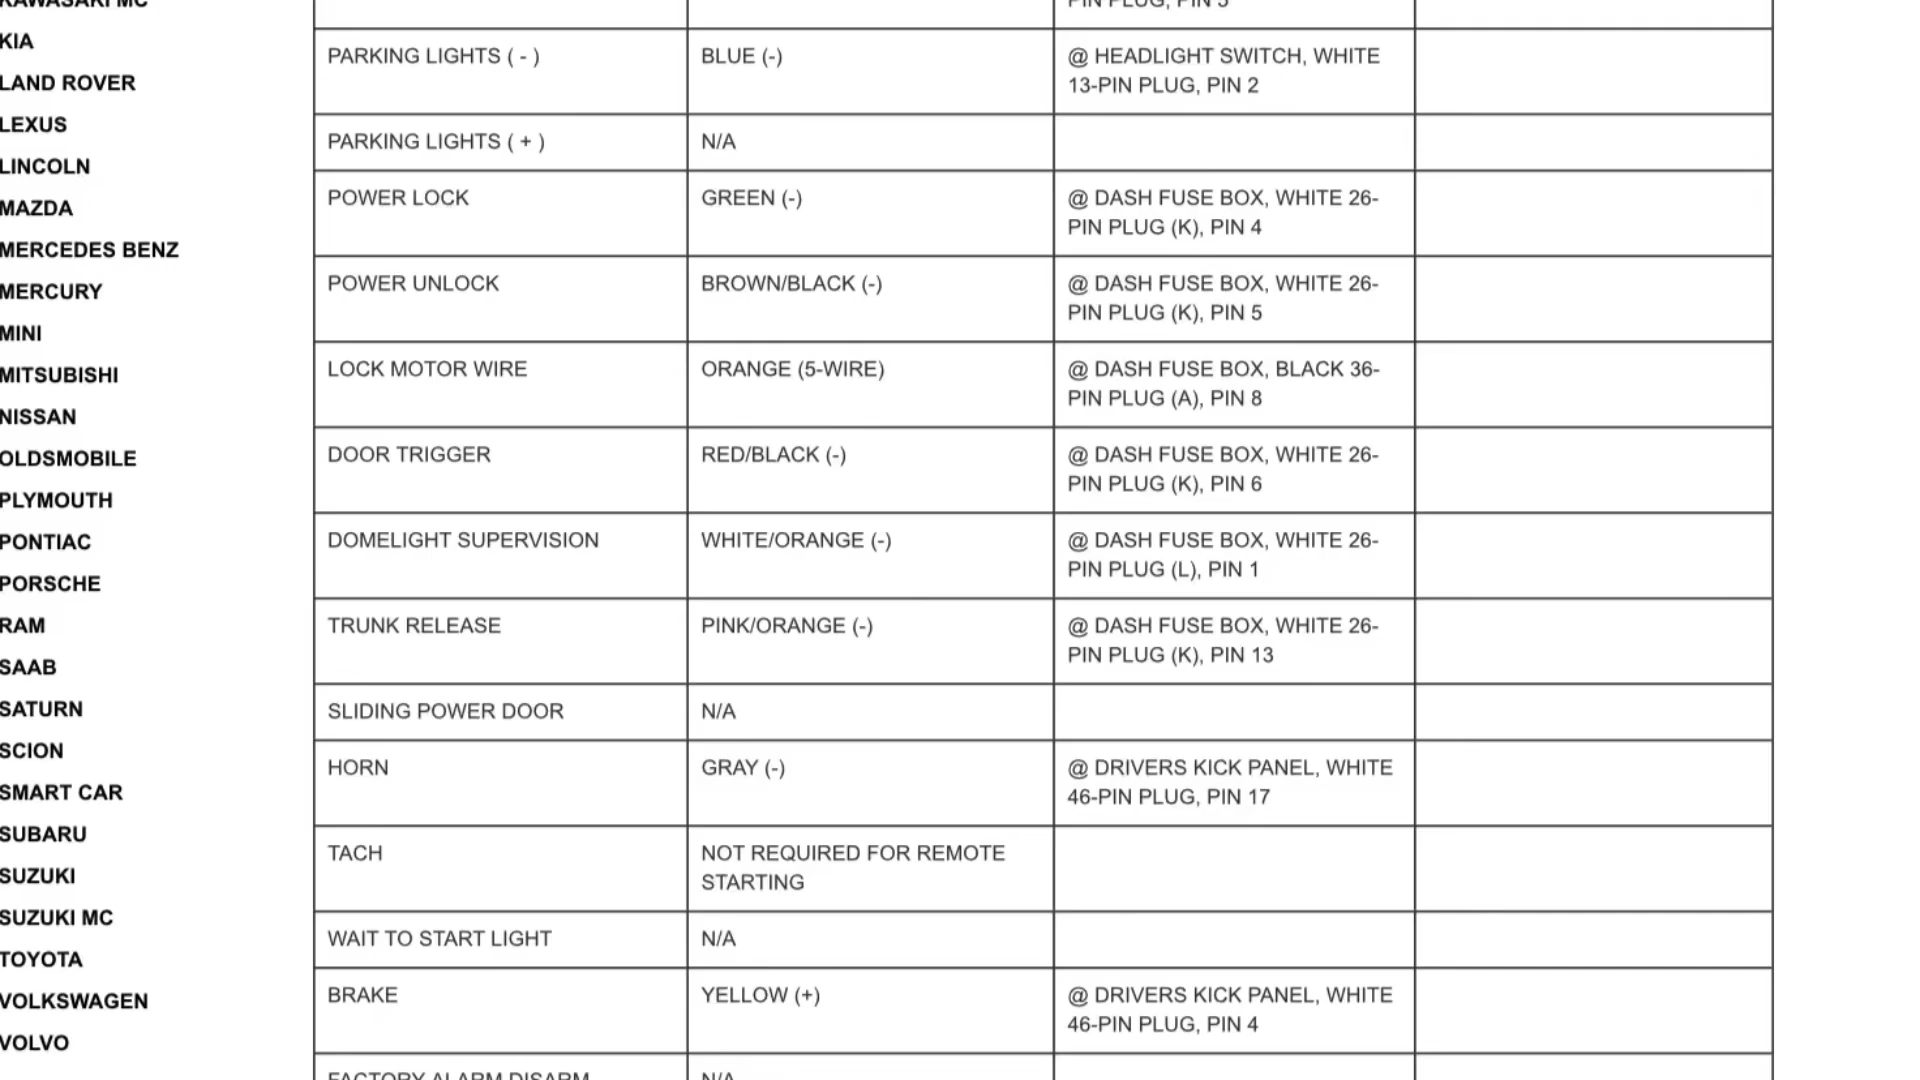 KAWASAKI MC
KIA
LAND ROVER
LEXUS
LINCOLN
MAZDA
MERCEDES BENZ
MERCURY
MINI
MITSUBISHI
NISSAN
OLDSMOBILE
PLYMOUTH
PONTIAC
PORSCHE
RAM
SAAB
SATURN
SCION
SMART CAR
SUBARU
SUZUKI
SUZUKI MC
TOYOTA
VOLKSWAGEN
VOLVO
PIN PLUG, PIN 3
PARKING LIGHTS ( - )
BLUE (-)
@ HEADLIGHT SWITCH, WHITE
13-PIN PLUG, PIN 2
PARKING LIGHTS ( + )
N/A
POWER LOCK
GREEN (-)
@ DASH FUSE BOX, WHITE 26-
PIN PLUG (K), PIN 4
POWER UNLOCK
BROWN/BLACK (-)
@ DASH FUSE BOX, WHITE 26-
PIN PLUG (K), PIN 5
LOCK MOTOR WIRE
ORANGE (5-WIRE)
@ DASH FUSE BOX, BLACK 36-
PIN PLUG (A), PIN 8
DOOR TRIGGER
RED/BLACK (-)
@ DASH FUSE BOX, WHITE 26-
PIN PLUG (K), PIN 6
DOMELIGHT SUPERVISION
WHITE/ORANGE (-)
@ DASH FUSE BOX, WHITE 26-
PIN PLUG (L), PIN 1
TRUNK RELEASE
PINK/ORANGE (-)
@ DASH FUSE BOX, WHITE 26-
PIN PLUG (K), PIN 13
SLIDING POWER DOOR
N/A
HORN
GRAY (-)
@ DRIVERS KICK PANEL, WHITE
46-PIN PLUG, PIN 17
TACH
NOT REQUIRED FOR REMOTE
STARTING
WAIT TO START LIGHT
N/A
BRAKE
YELLOW (+)
@ DRIVERS KICK PANEL, WHITE
46-PIN PLUG, PIN 4
FACTORY ALARM DISARM
N/A